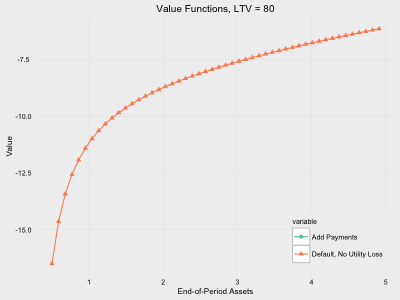 Value Functions, LTV = 80
Value
-7.5
-10.0
-12.5
-15.0
variable
Add Payments
Default, No Utility Loss
1 2 3 4 5
End-of-Period Assets